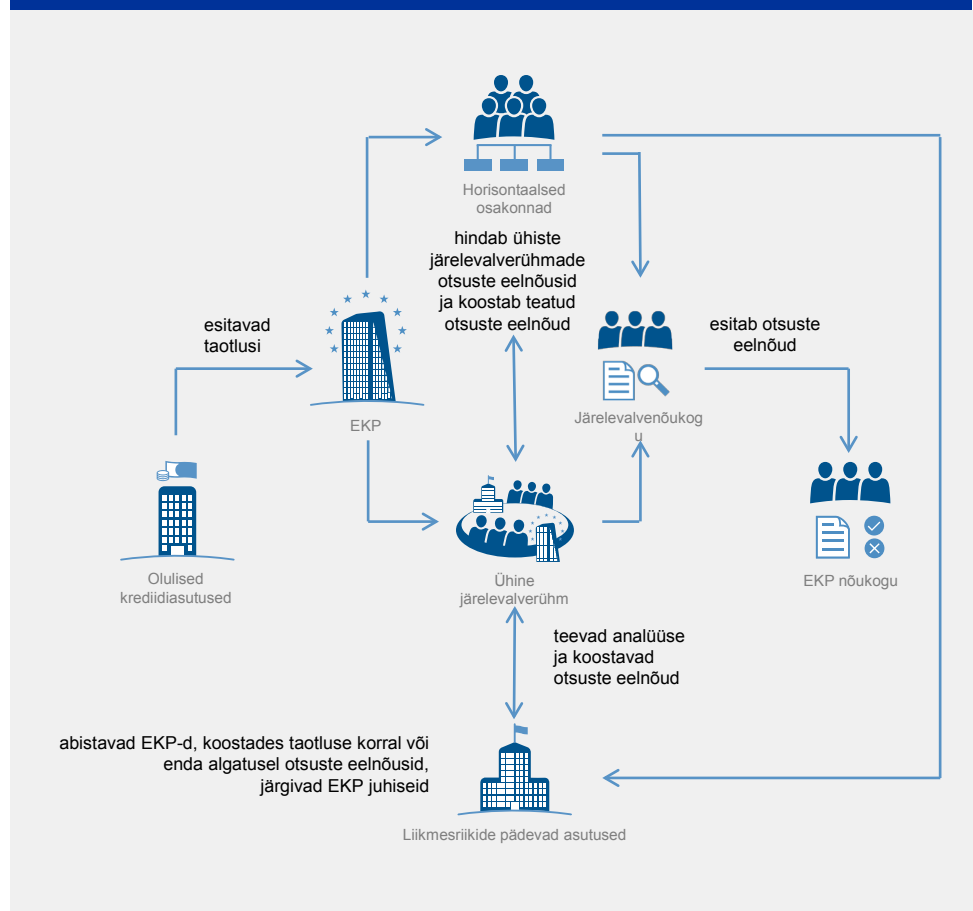 Horisontaalsed
osakonnad
hindab ühiste
järelevalverühmade
otsuste eelnõusid
ja koostab teatud
otsuste eelnõud
esitavad
taotlusi
EKP
esitab otsuste
eelnõud
Järelevalvenõukog
u
Olulised
krediidiasutused
Ühine
järelevalverühm
EKP nõukogu
teevad analüüse
ja koostavad
otsuste eelnõud
abistavad EKP-d, koostades taotluse korral või
enda algatusel otsuste eelnõusid,
järgivad EKP juhiseid
Liikmesriikide pädevad asutused